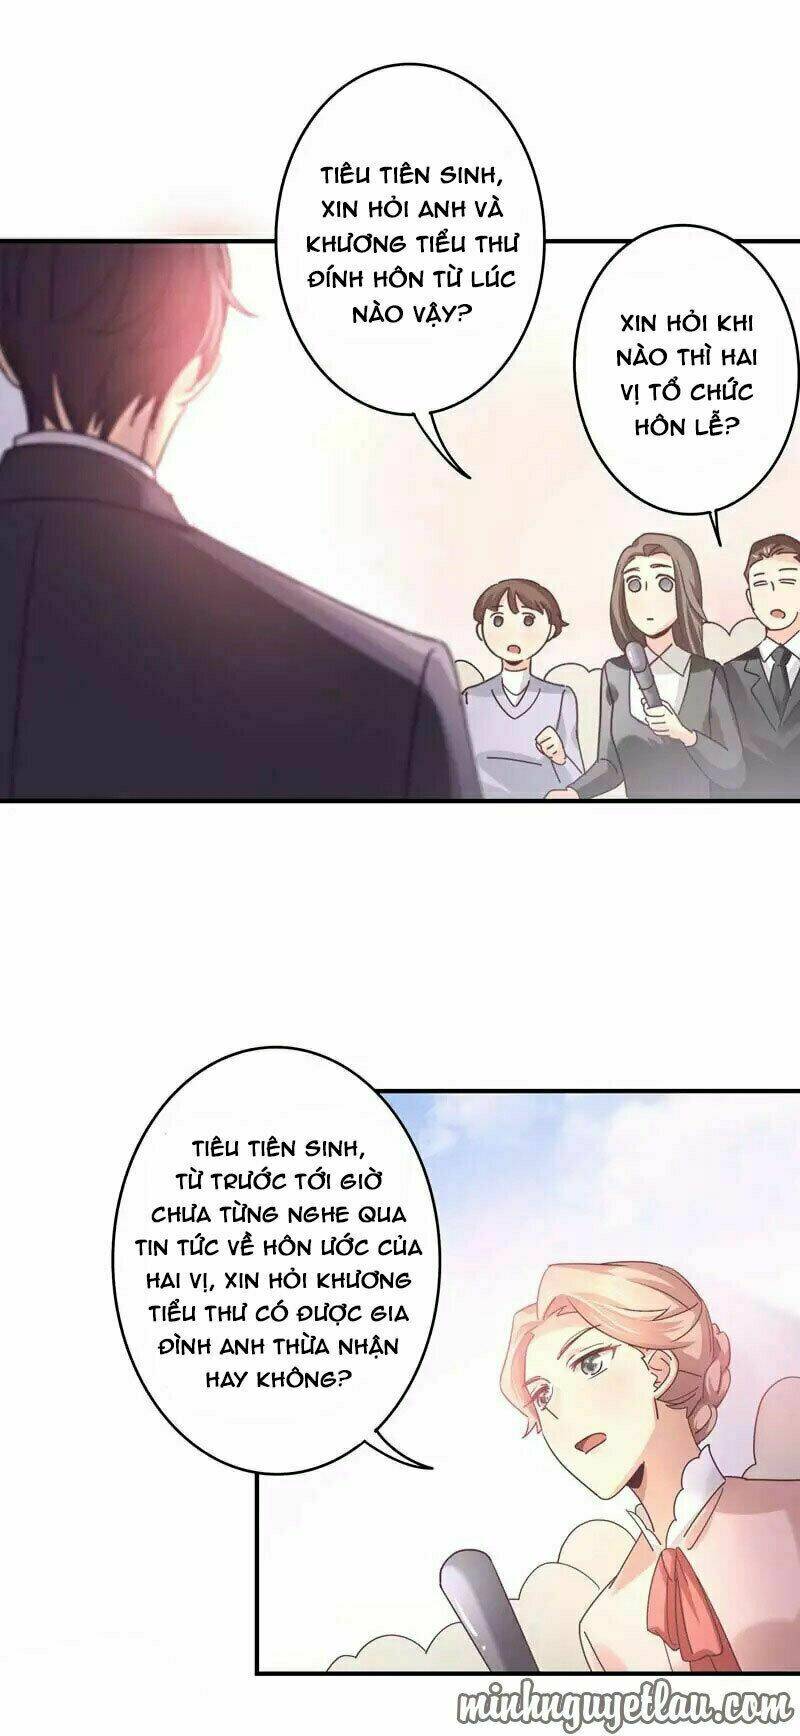 TIÊU TIÊN SINH,
XIN HỎI ANH VÀ
KHƯƠNG TIỂU THƯ
ĐÍNH HÔN TỪ LÚC
NÀO VẬY?
XIN HỎI KHI
NÀO THÌ HAI
VỊ TỔ CHỨC
HÔN LỄ?
TIÊU TIÊN SINH,
TỪ TRƯỚC TỚI GIỜ
CHƯA TỪNG NGHE QUA
TIN TỨC VỀ HÔN ƯỚC CỦA
HAI VỊ, XIN HỎI KHƯƠNG
TIỂU THƯ CÓ ĐƯỢC GIA
ĐÌNH ANH THỪA NHẬN
HAY KHÔNG?
minhnguyetlau.com